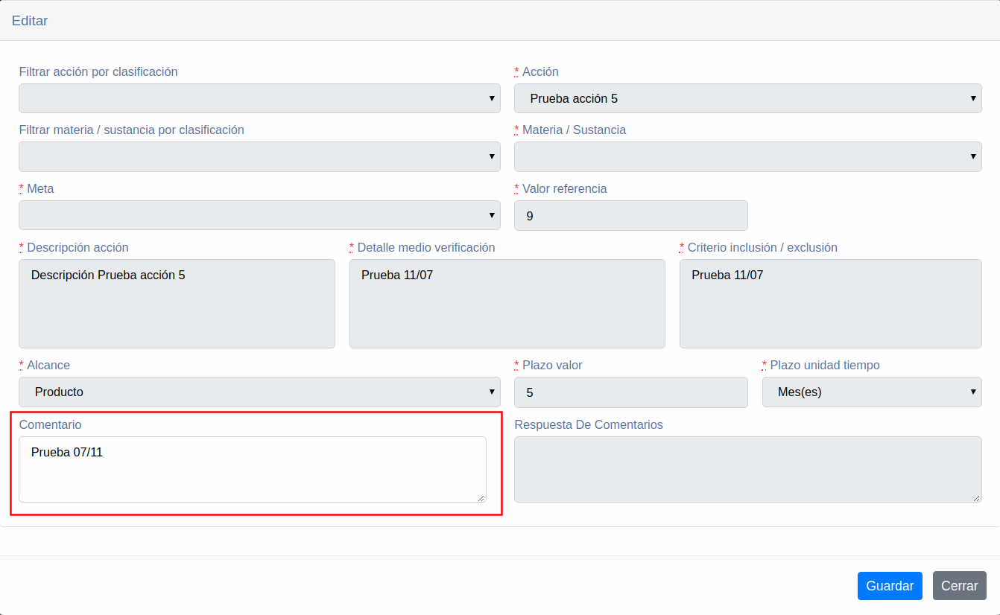 Editar
Filtrar acción por clasificación
* Acción
Prueba acción 5
Filtrar materia / sustancia por clasificación
* Materia / Sustancia
* Meta
* Valor referencia
9
* Descripción acción
* Detalle medio verificación
* Criterio inclusión / exclusión
Descripción Prueba acción 5
Prueba 11/07
Prueba 11/07
* Alcance
* Plazo valor
* Plazo unidad tiempo
Producto
5
Mes(es)
Comentario
Respuesta De Comentarios
Prueba 07/11
Guardar
Cerrar